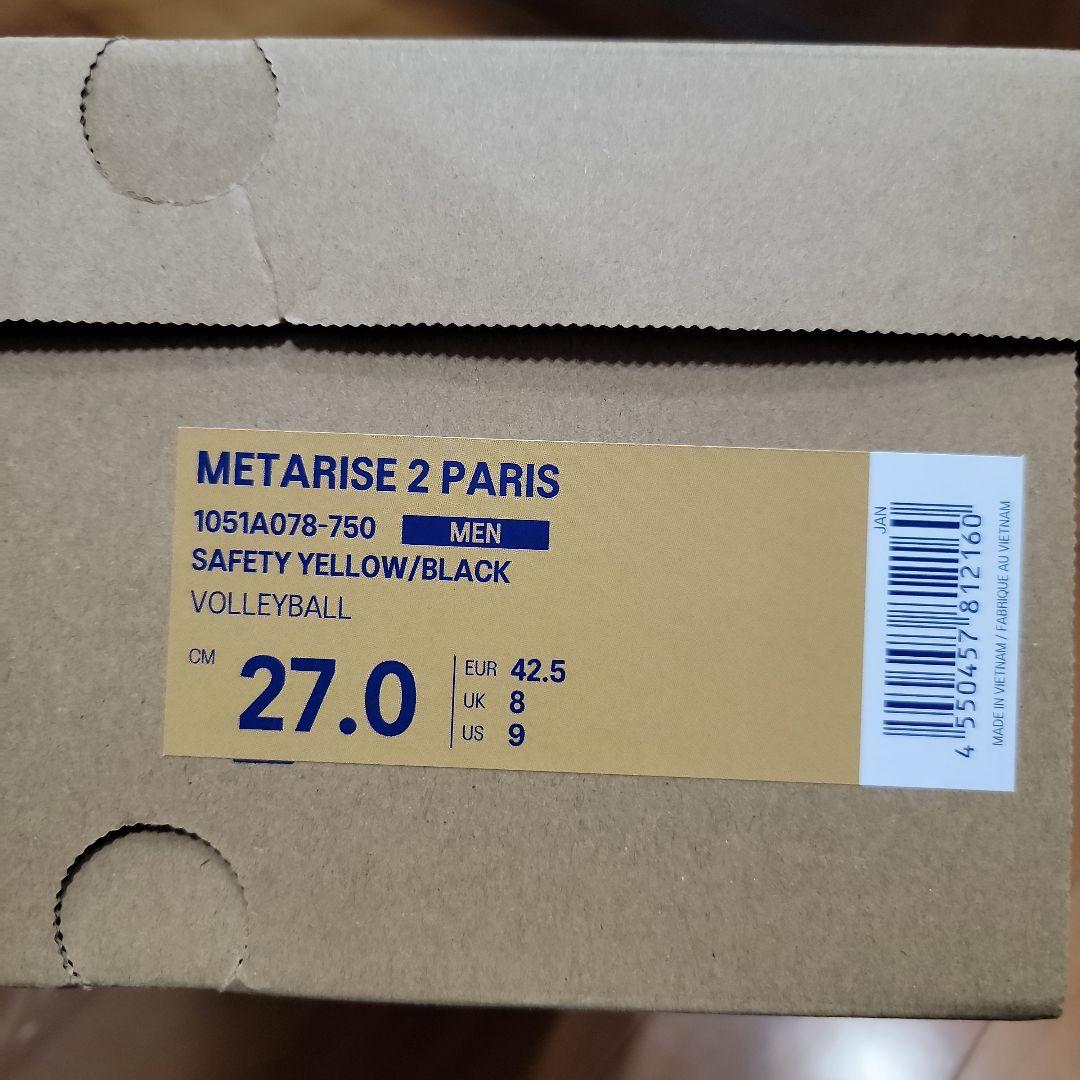 METARISE 2 PARIS
1051A078-750 MEN
SAFETY YELLOW/BLACK
VOLLEYBALL
CM 27.0
EUR 42.5
UK 8
US 9
JAN
4 550457 812160
MADE IN VIETNAM / FABRIQUE AU VIETNAM